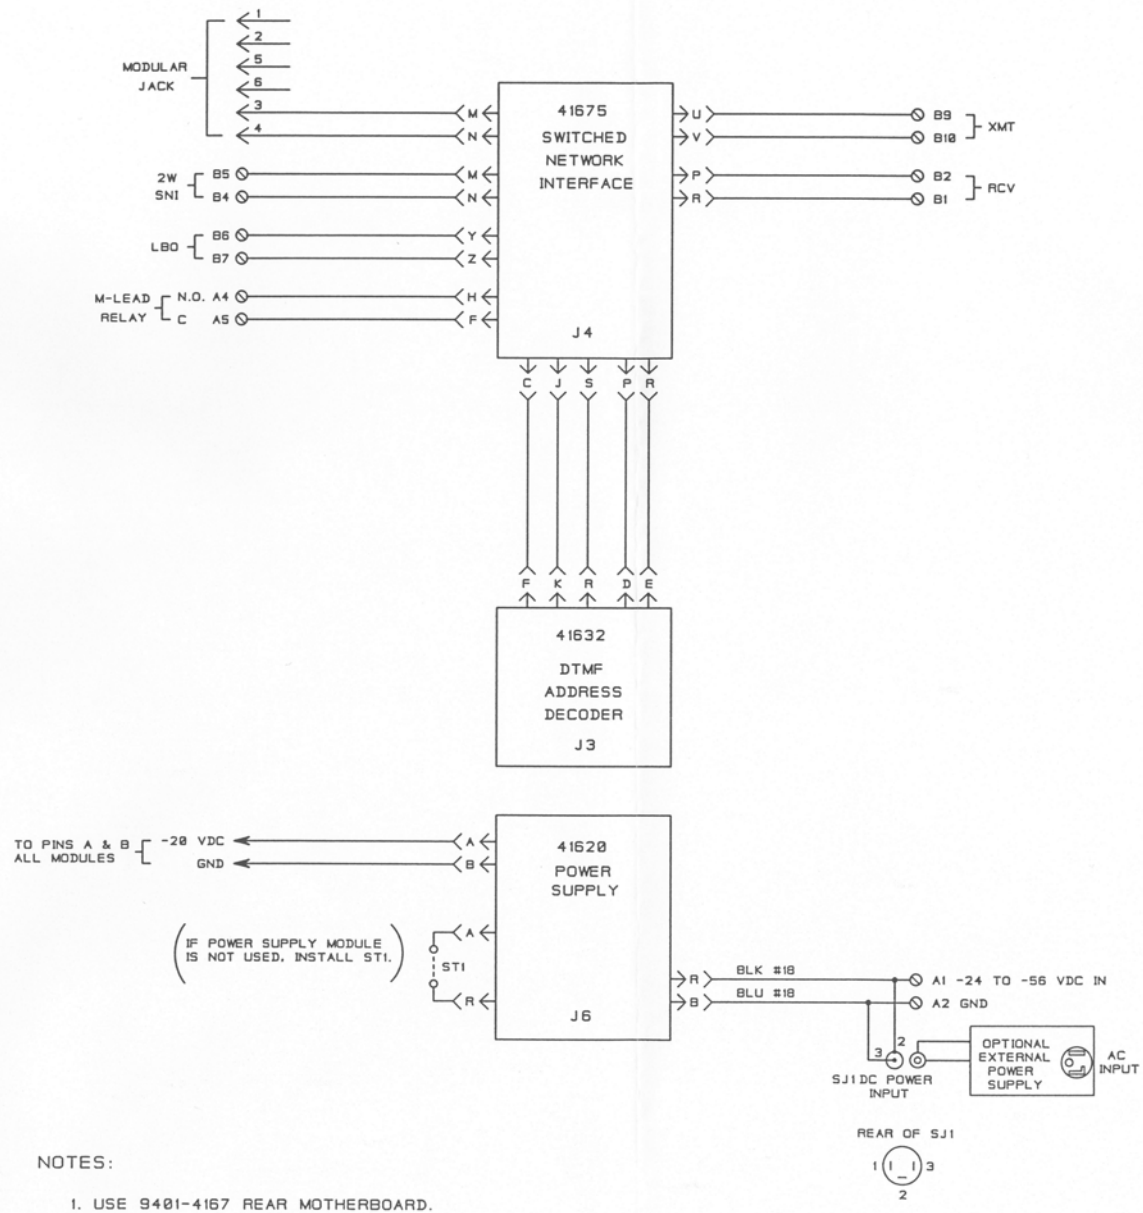 1
2
5
6
3
4
MODULAR
JACK
M
N
2W
SNI
B5
B4
M
N
LBO
B6
B7
Y
Z
M-LEAD
RELAY
N.O. A4
C A5
H
F
41675
SWITCHED
NETWORK
INTERFACE
J4
U
V
B9
B10
XMT
P
R
B2
B1
RCV
C J S P R
F K R D E
41632
DTMF
ADDRESS
DECODER
J3
TO PINS A & B
ALL MODULES
-20 VDC
GND
A
B
41620
POWER
SUPPLY
J6
(IF POWER SUPPLY MODULE
IS NOT USED, INSTALL ST1.)
A
ST1
R
R
BLK #18
A1 -24 TO -56 VDC IN
B
BLU #18
A2 GND
2
3
SJ1 DC POWER
INPUT
OPTIONAL
EXTERNAL
POWER
SUPPLY
AC
INPUT
REAR OF SJ1
1 3
2
NOTES:
1. USE 9401-4167 REAR MOTHERBOARD.